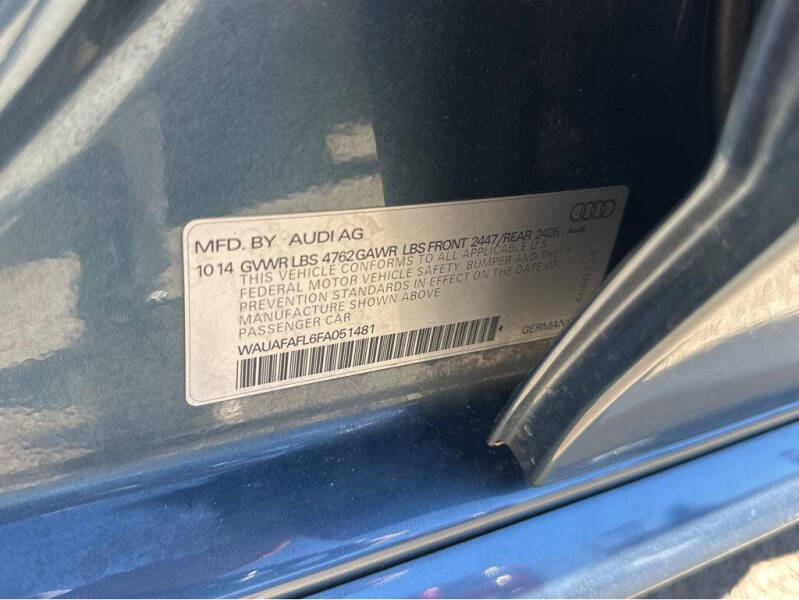 MFD. BY AUDI AG
Audi
10 14 GVWR LBS 4762 GAWR LBS FRONT 2447/REAR 2425.
THIS VEHICLE CONFORMS TO ALL APPLICABLE U S
FEDERAL MOTOR VEHICLE SAFETY, BUMPER AND THEFT
PREVENTION STANDARDS IN EFFECT ON THE DATE OF
MANUFACTURE SHOWN ABOVE
PASSENGER CAR
WAUAFAFL6FA051481
GERMANY